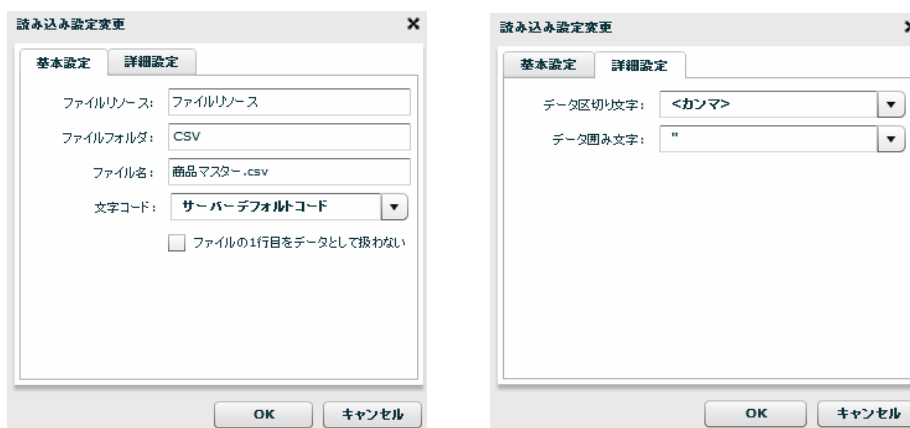 読み込み設定変更
基本設定 詳細設定
ファイルリソース: ファイルリソース
ファイルフォルダ: CSV
ファイル名: 商品マスター.csv
文字コード: サーバーデフォルトコード
ファイルの1行目をデータとして扱わない
OK キャンセル
読み込み設定変更
基本設定 詳細設定
データ区切り文字: <カンマ>
データ囲み文字: "
OK キャンセル